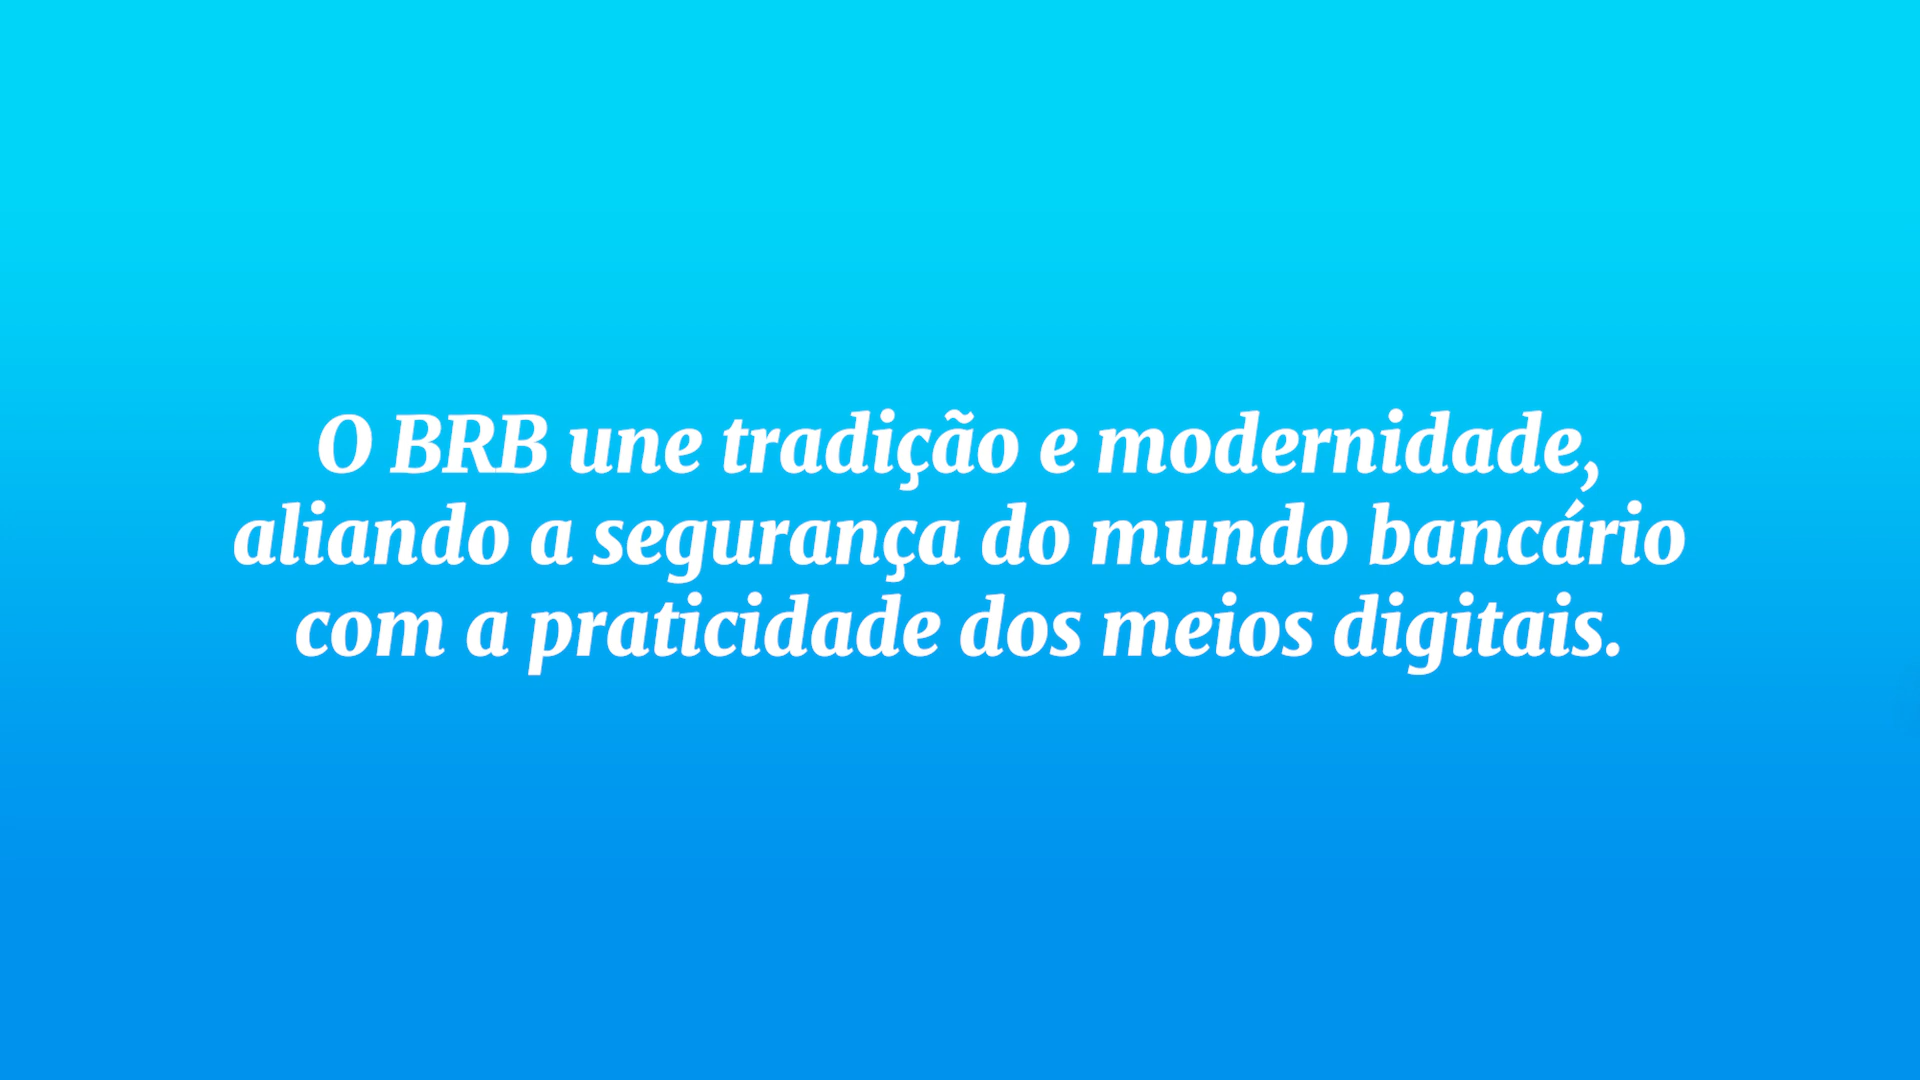 O BRB une tradição e modernidade,
aliando a segurança do mundo bancário
com a praticidade dos meios digitais.